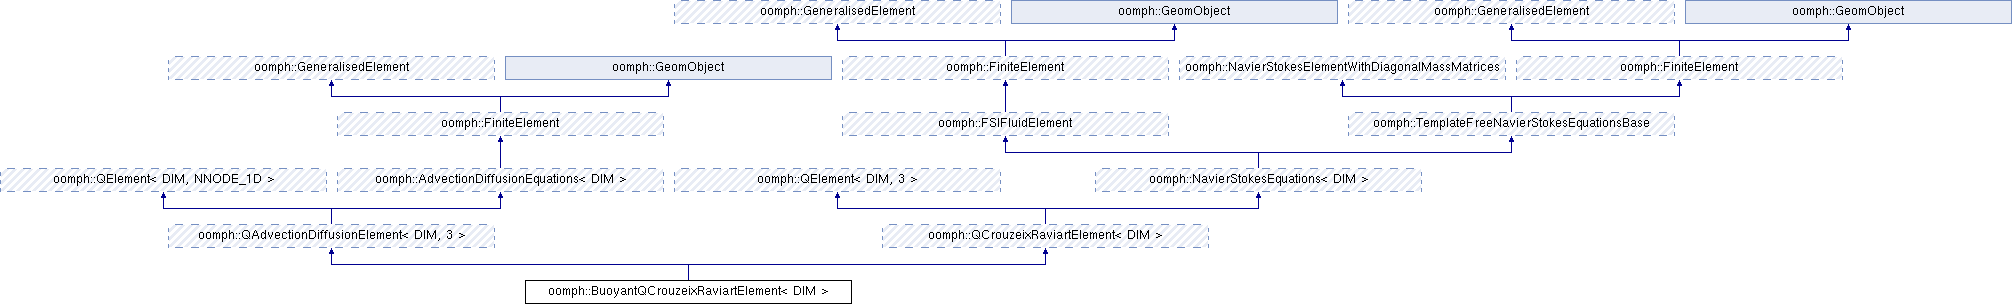 oomph::GeneralisedElement
oomph::GeomObject
oomph::GeneralisedElement
oomph::GeomObject
oomph::GeneralisedElement
oomph::GeomObject
oomph::FiniteElement
oomph::NavierStokesElementWithDiagonalMassMatrices
oomph::FiniteElement
oomph::FiniteElement
oomph::FSIFluidElement
oomph::TemplateFreeNavierStokesEquationsBase
oomph::QElement< DIM, NNODE_1D >
oomph::AdvectionDiffusionEquations< DIM >
oomph::QElement< DIM, 3 >
oomph::NavierStokesEquations< DIM >
oomph::QAdvectionDiffusionElement< DIM, 3 >
oomph::QCrouzeixRaviartElement< DIM >
oomph::BuoyantQCrouzeixRaviartElement< DIM >